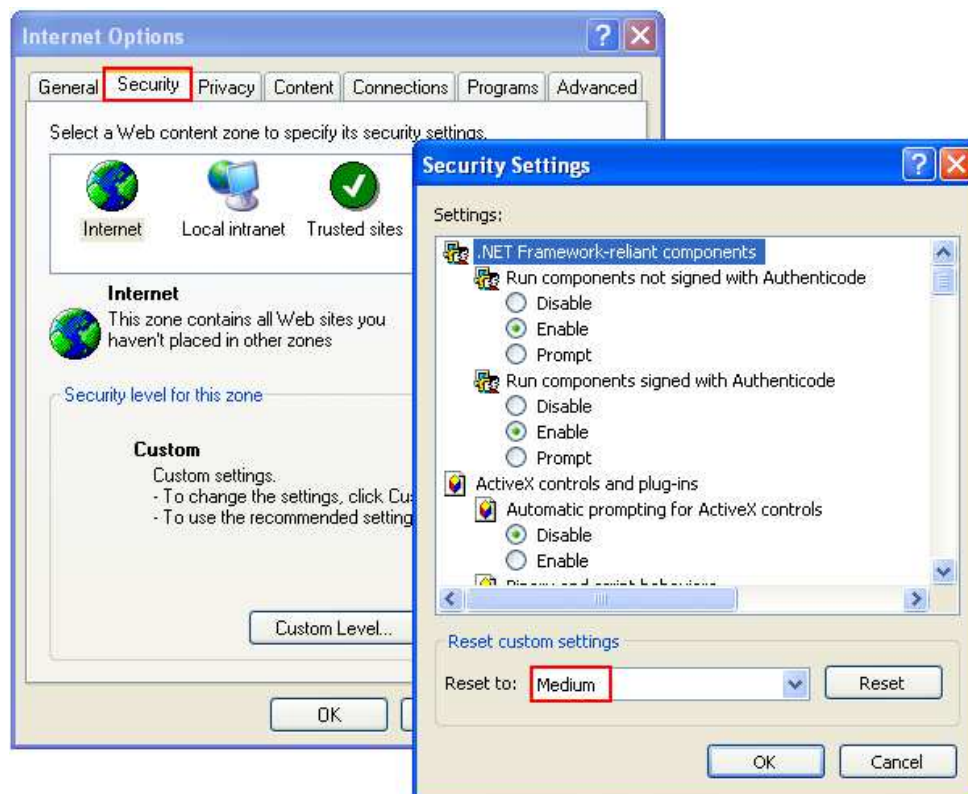 Internet Options
General Security Privacy Content Connections Programs Advanced
Select a Web content zone to specify its security settings.
Internet Local intranet Trusted sites
Internet
This zone contains all Web sites you
haven't placed in other zones
Security level for this zone
Custom
Custom settings.
- To change the settings, click
- To use the recommended
Custom Level...
OK
Security Settings
Settings:
.NET Framework-reliant components
Run components not signed with Authenticode
Disable
Enable
Prompt
Run components signed with Authenticode
Disable
Enable
Prompt
ActiveX controls and plug-ins
Automatic prompting for ActiveX controls
Disable
Enable
Reset custom settings
Reset to: Medium Reset
OK Cancel